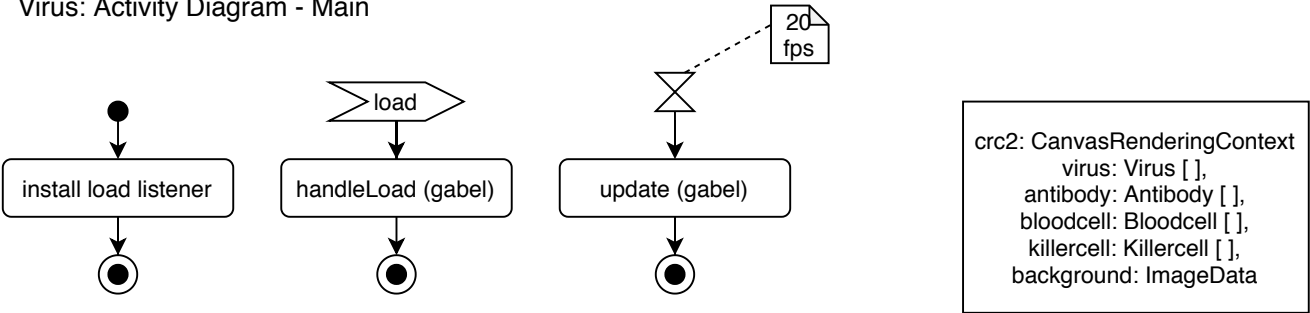 Virus: Activity Diagram - Main
20
fps
load
install load listener
handleLoad (gabel)
update (gabel)
crc2: CanvasRenderingContext
virus: Virus [ ],
antibody: Antibody [ ],
bloodcell: Bloodcell [ ],
killercell: Killercell [ ],
background: ImageData